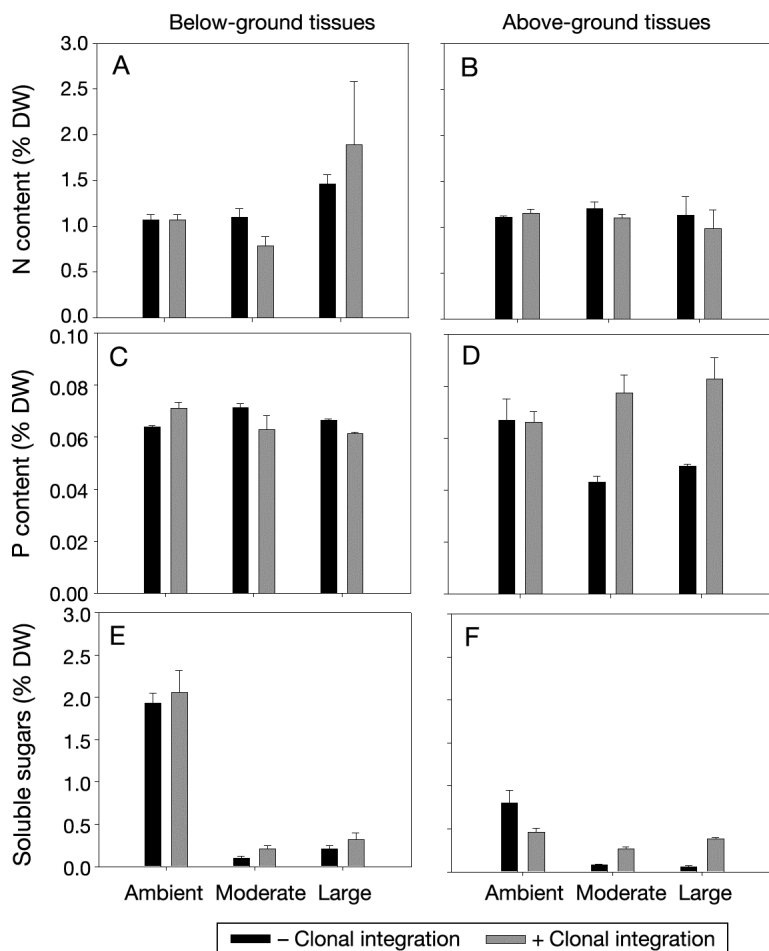 Below-ground tissues
Above-ground tissues
N content (% DW)
3.0
2.5
2.0
1.5
1.0
0.5
0.0
A
B
P content (% DW)
0.10
0.08
0.06
0.04
0.02
0.00
C
D
Soluble sugars (% DW)
3.0
2.5
2.0
1.5
1.0
0.5
0.0
E
F
Ambient Moderate Large
Ambient Moderate Large
– Clonal integration + Clonal integration